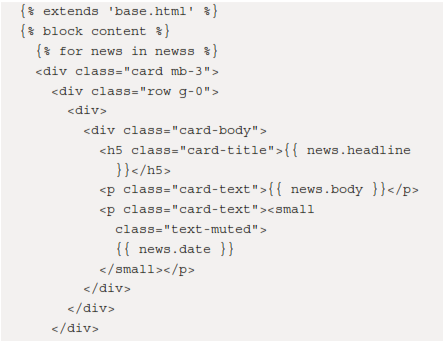 {% extends 'base.html' %}
{% block content %}
{% for news in newss %}
<div class="card mb-3">
<div class="row g-0">
<div>
<div class="card-body">
<h5 class="card-title">{{ news.headline
}}</h5>
<p class="card-text">{{ news.body }}</p>
<p class="card-text"><small
class="text-muted">
{{ news.date }}
</small></p>
</div>
</div>
</div>